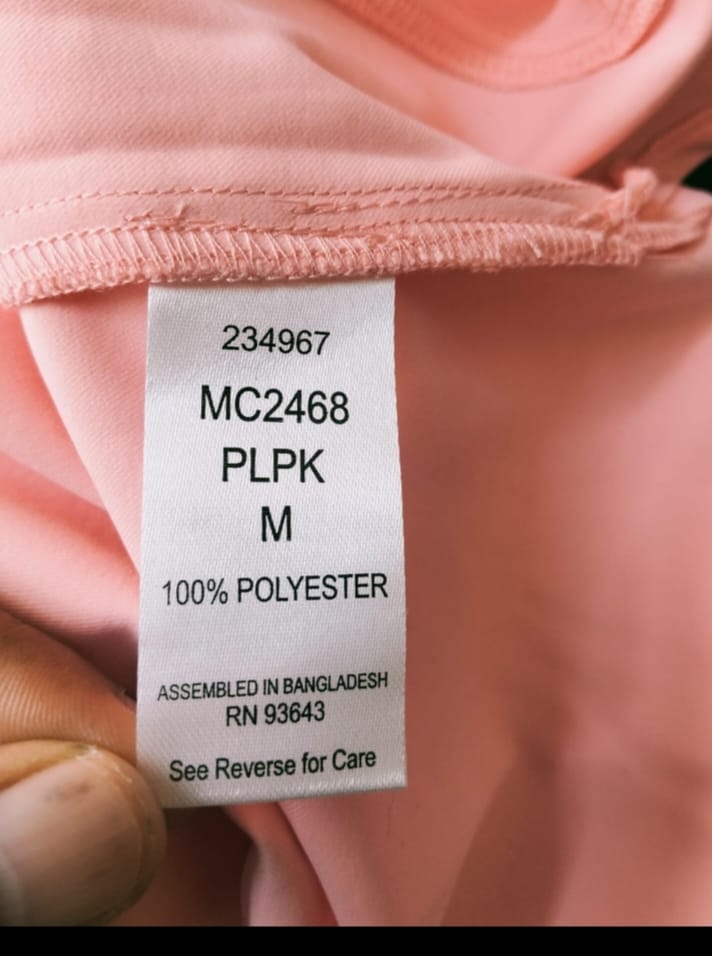 234967
MC2468
PLPK
M
100% POLYESTER
ASSEMBLED IN BANGLADESH
RN 93643
See Reverse for Care